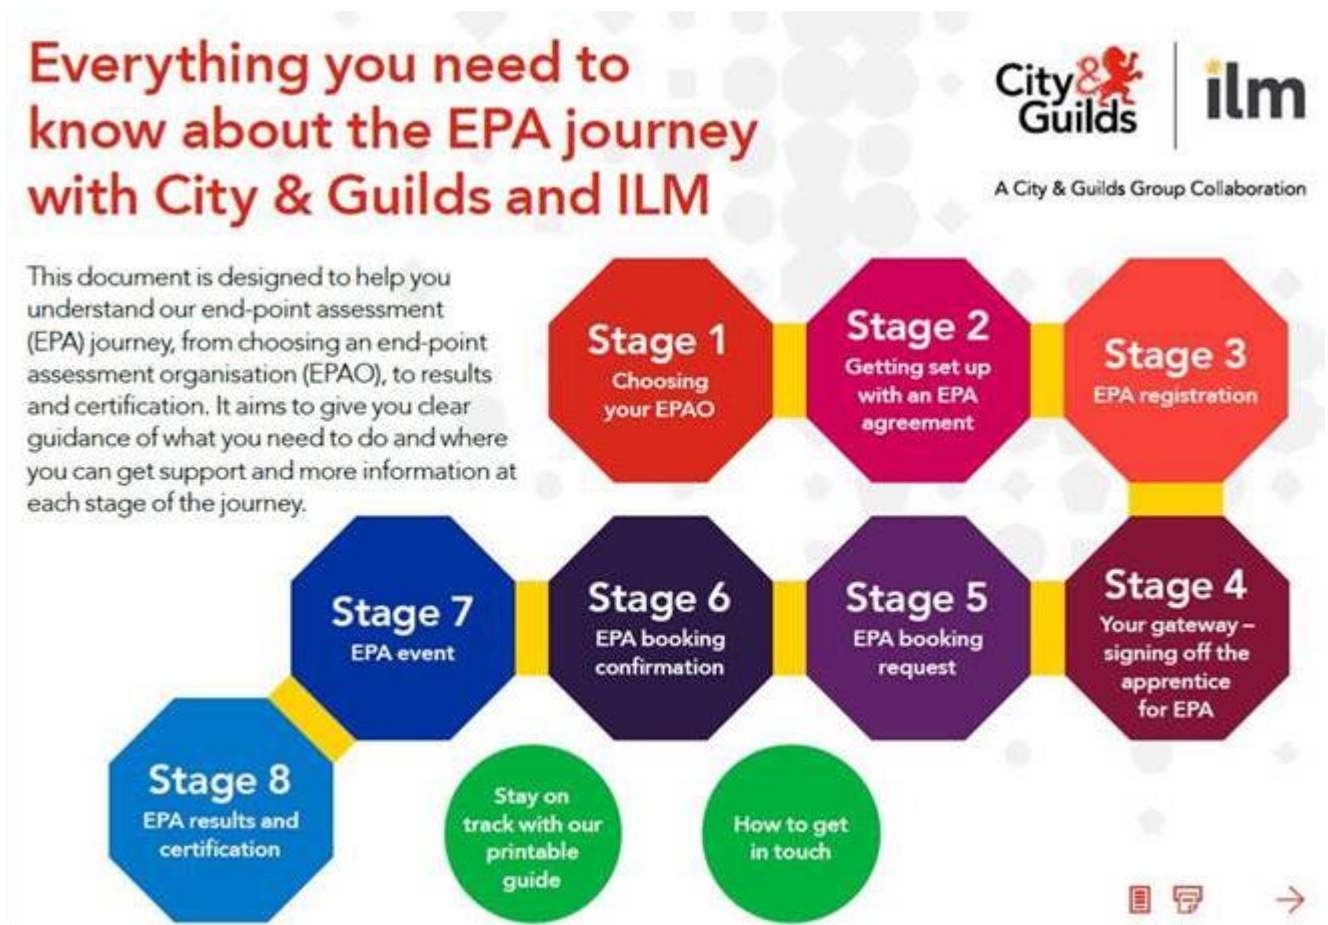 Everything you need to
know about the EPA journey
with City & Guilds and ILM
City &
Guilds
ilm
A City & Guilds Group Collaboration
This document is designed to help you
understand our end-point assessment
(EPA) journey, from choosing an end-point
assessment organisation (EPAO), to results
and certification. It aims to give you clear
guidance of what you need to do and where
you can get support and more information at
each stage of the journey.
Stage 1
Choosing
your EPAO
Stage 2
Getting set up
with an EPA
agreement
Stage 3
EPA registration
Stage 4
Your gateway –
signing off the
apprentice
for EPA
Stage 5
EPA booking
request
Stage 6
EPA booking
confirmation
Stage 7
EPA event
Stage 8
EPA results and
certification
Stay on
track with our
printable
guide
How to get
in touch